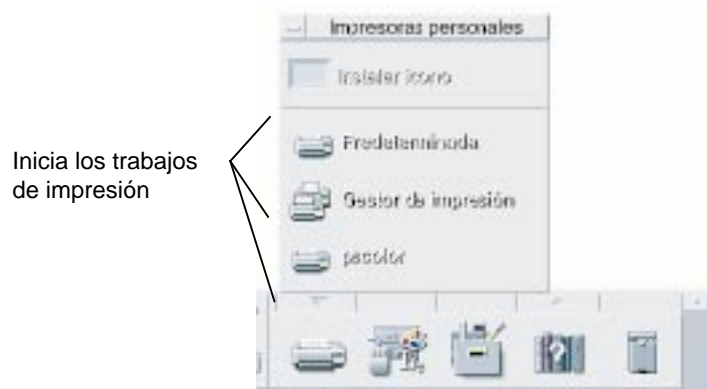 Impresoras personales
Instalar icono
Predeterminada
Inicia los trabajos
de impresión
Gestor de impresión
pscolor